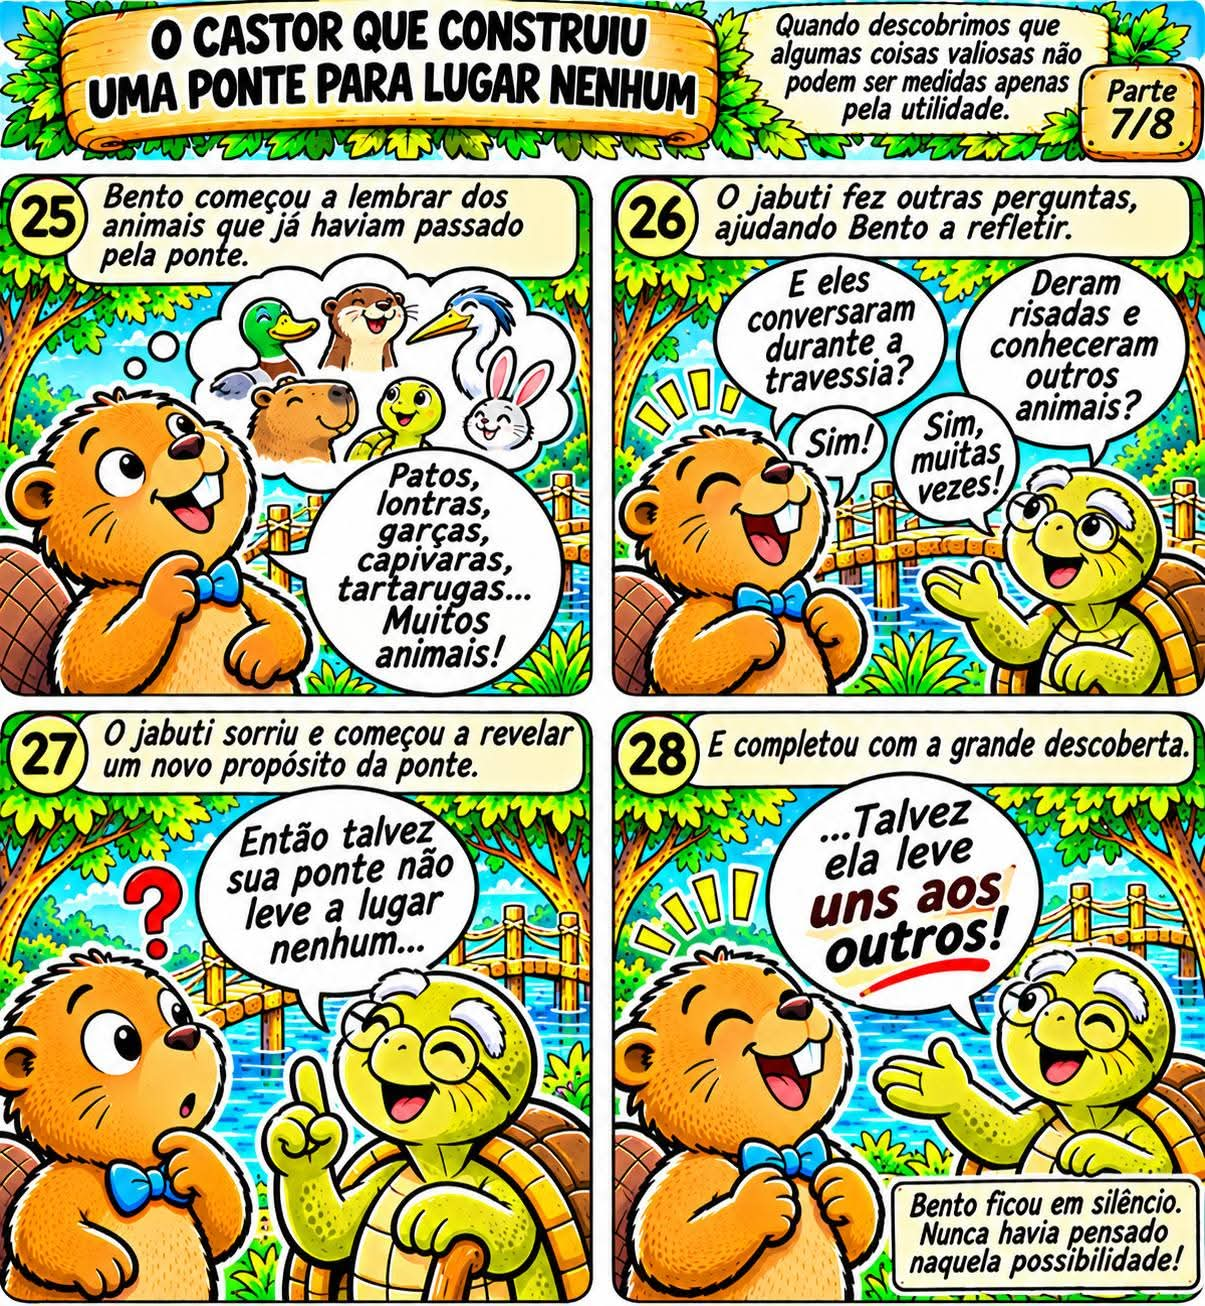 O CASTOR QUE CONSTRUIU
UMA PONTE PARA LUGAR NENHUM
Quando descobrimos que
algumas coisas valiosas não
podem ser medidas apenas
pela utilidade.
Parte
7/8
25
Bento começou a lembrar dos
animais que já haviam passado
pela ponte.
Patos,
lontras,
garças,
capivaras,
tartarugas...
Muitos
animais!
26
O jabuti fez outras perguntas,
ajudando Bento a refletir.
E eles
conversaram
durante a
travessia?
Sim!
Deram
risadas e
conheceram
outros
animais?
Sim,
muitas
vezes!
27
O jabuti sorriu e começou a revelar
um novo propósito da ponte.
Então talvez
sua ponte não
leve a lugar
nenhum...
28
E completou com a grande descoberta.
...Talvez
ela leve
uns aos
outros!
Bento ficou em silêncio.
Nunca havia pensado
naquela possibilidade!